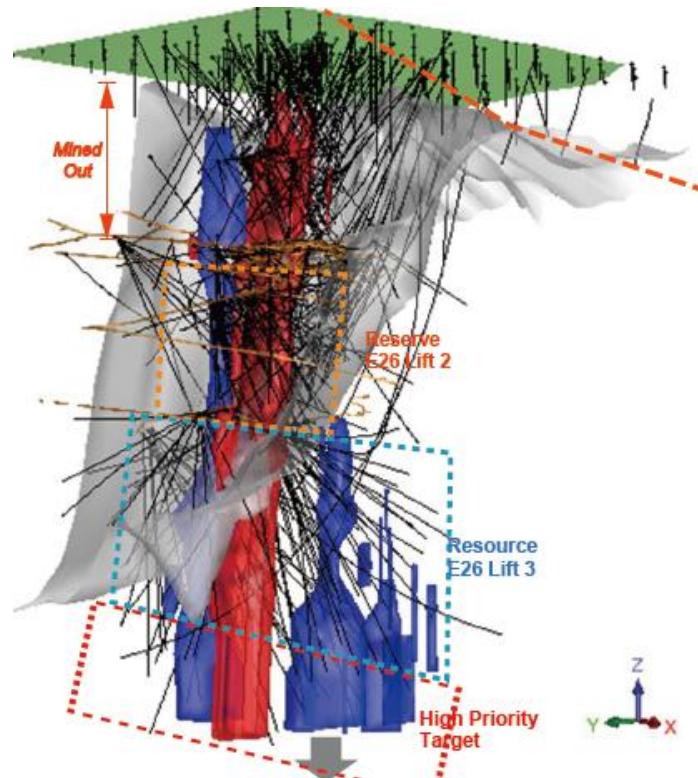 Mined
Out
Reserve
E26 Lift 2
Resource
E26 Lift 3
High Priority
Target
Z
Y
X